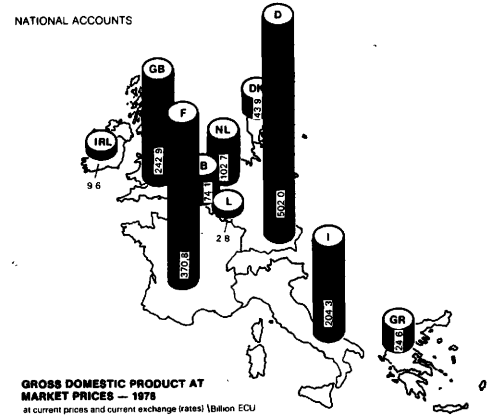 NATIONAL ACCOUNTS
D
GB
DK
43.9
F
NL
IRL
B
102.7
242.9
74.1
9 6
L
502.0
2 8
I
370.8
204.3
GR
24.6
GROSS DOMESTIC PRODUCT AT
MARKET PRICES — 1978
at current prices and current exchange (rates) \Billion ECU